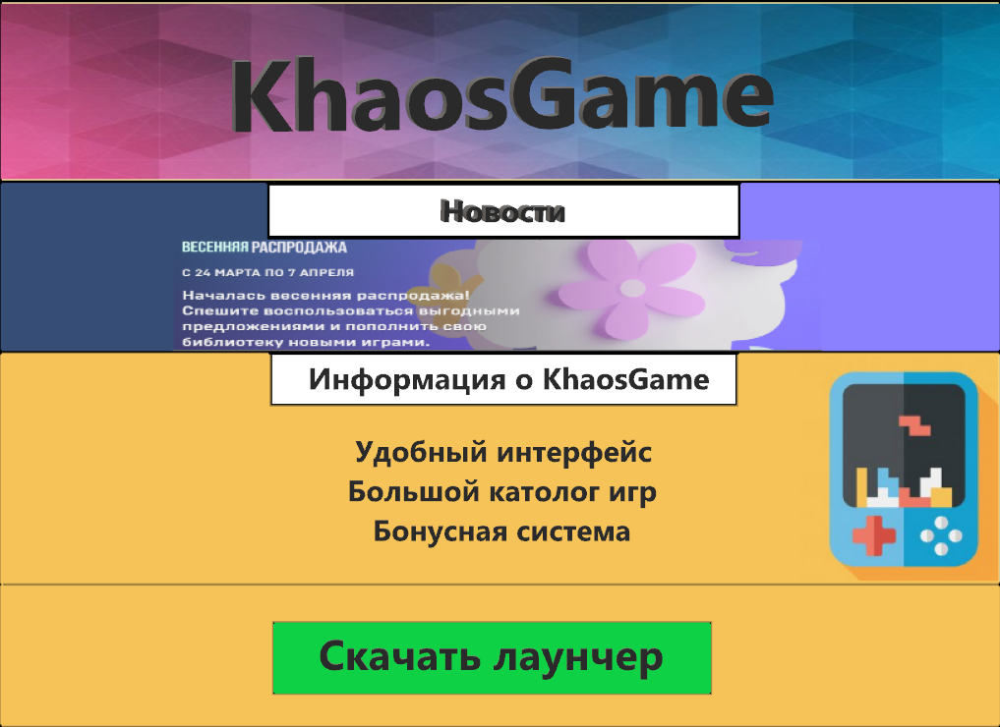 KhaosGame
Новости
ВЕСЕННЯЯ РАСПРОДАЖА
С 24 МАРТА ПО 7 АПРЕЛЯ
Началась весенняя распродажа!
Спешите воспользоваться выгодными
предложениями и пополнить свою
библиотеку новыми играми.
Информация о KhaosGame
Удобный интерфейс
Большой католог игр
Бонусная система
Скачать лаунчер